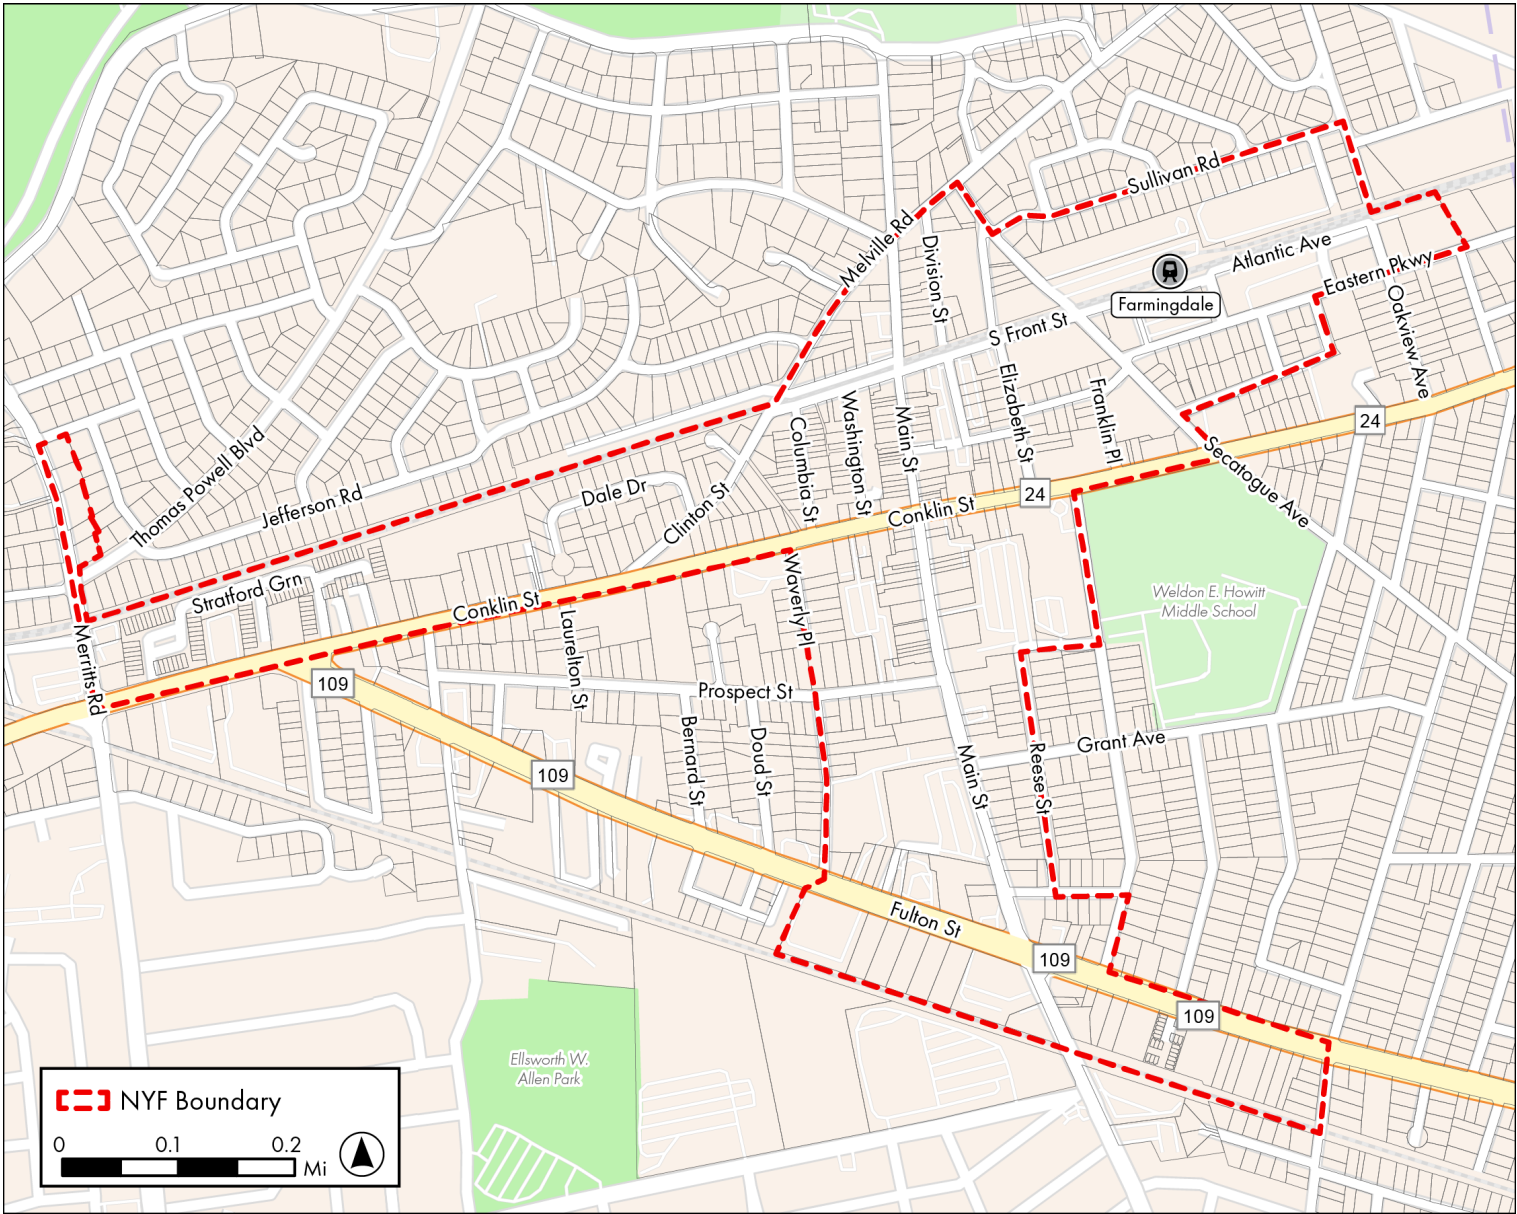 Sullivan Rd
Melville Rd
Division St
Atlantic Ave
Eastern Pkwy
Farmingdale
S Front St
Oakview Ave
Elizabeth St
Franklin Pl
Washington St
Main St
Columbia St
24
Thomas Powell Blvd
Jefferson Rd
Dale Dr
Clinton St
Secatogue Ave
24
Conklin St
Stratford Grn
Conklin St
Waverly Pl
Weldon E. Howitt
Middle School
Laurelton St
Merritts Rd
109
Prospect St
Bernard St
Doud St
Grant Ave
Main St
Reese St
109
Fulton St
109
109
Ellsworth W.
Allen Park
NYF Boundary
0 0.1 0.2
Mi